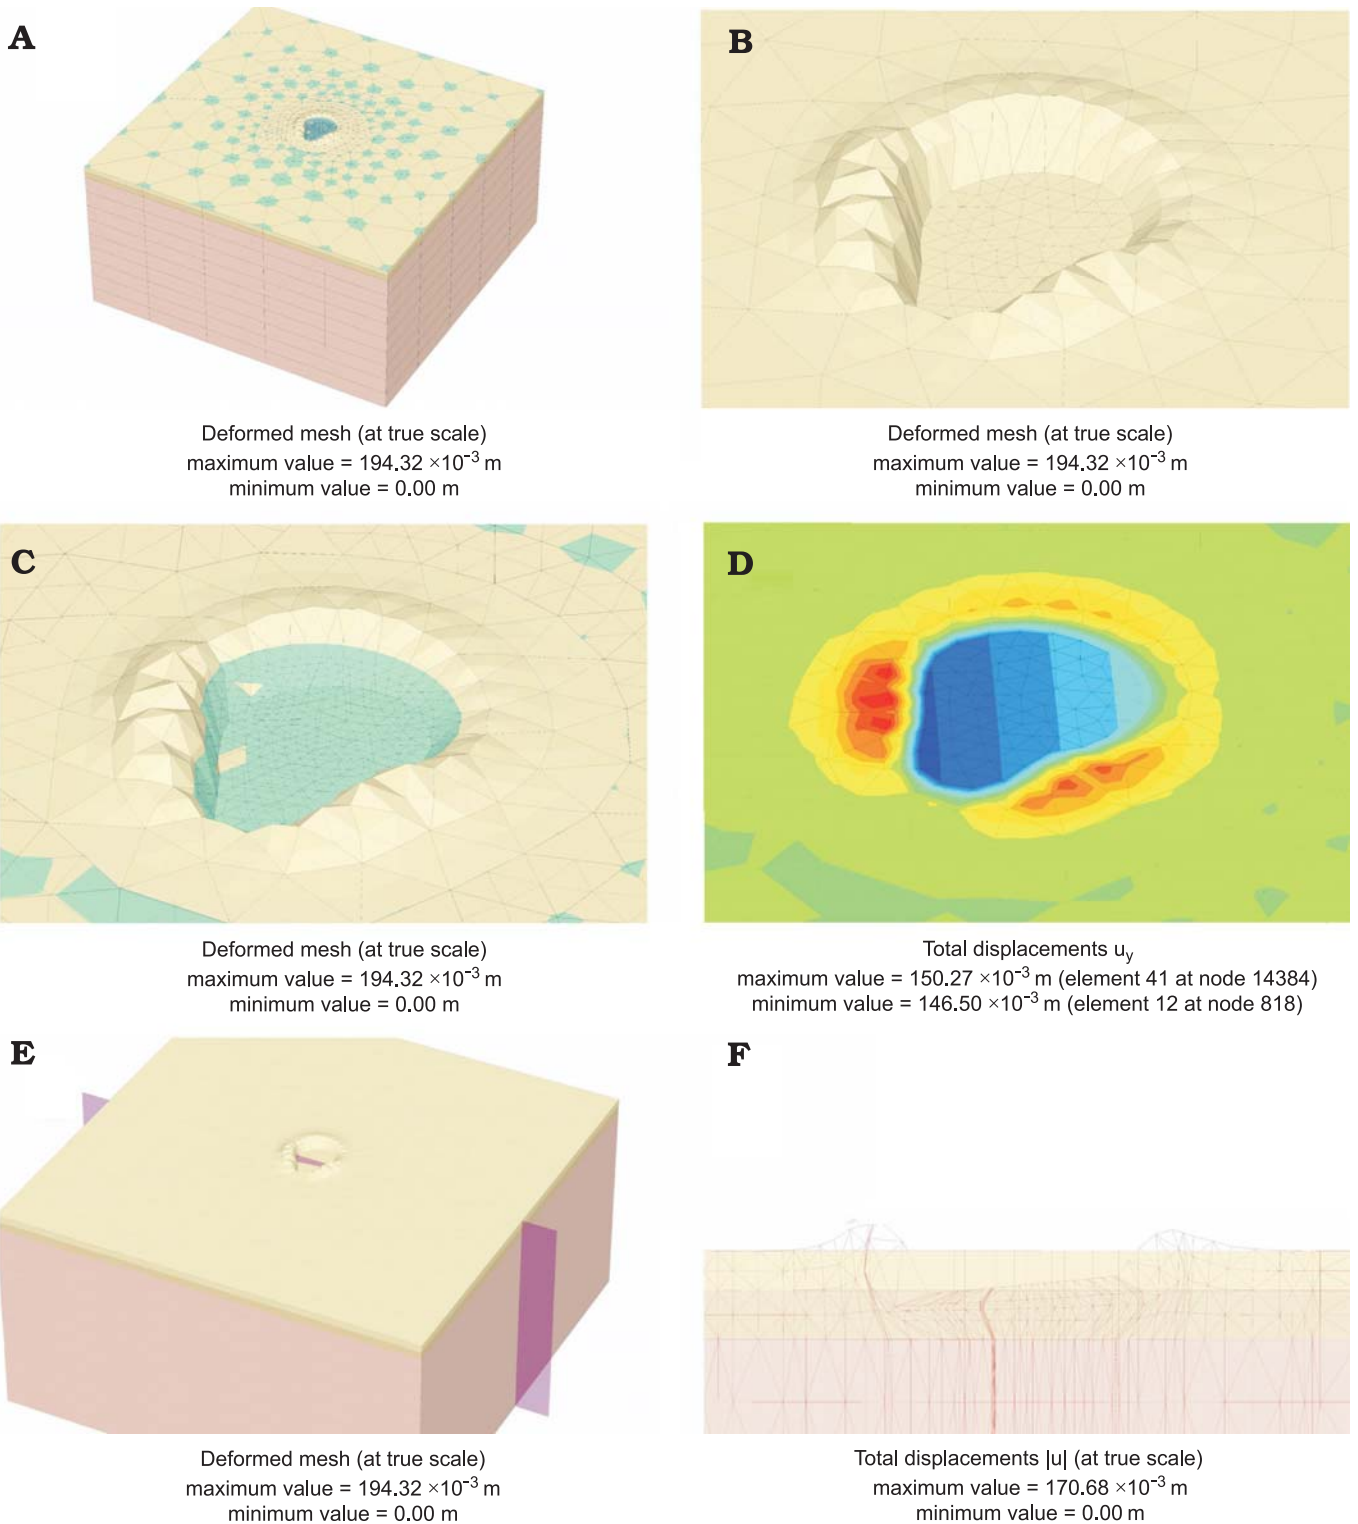 A
B
Deformed mesh (at true scale)
maximum value = 194.32 ×10⁻³ m
minimum value = 0.00 m
Deformed mesh (at true scale)
maximum value = 194.32 ×10⁻³ m
minimum value = 0.00 m
C
D
Deformed mesh (at true scale)
maximum value = 194.32 ×10⁻³ m
minimum value = 0.00 m
Total displacements u_y
maximum value = 150.27 ×10⁻³ m (element 41 at node 14384)
minimum value = 146.50 ×10⁻³ m (element 12 at node 818)
E
F
Deformed mesh (at true scale)
maximum value = 194.32 ×10⁻³ m
minimum value = 0.00 m
Total displacements |u| (at true scale)
maximum value = 170.68 ×10⁻³ m
minimum value = 0.00 m